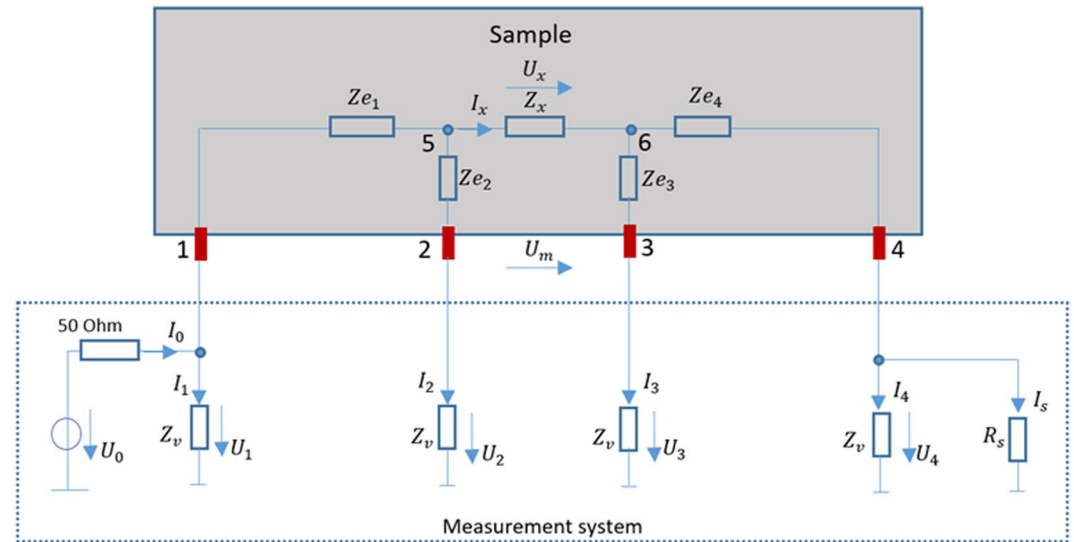 Sample
Uₓ
Ze₁
Iₓ
Zₓ
Ze₄
5
6
Ze₂
Ze₃
1
2
Uₘ
3
4
50 Ohm
I₀
I₁
I₂
I₃
I₄
Iₛ
U₀
Zᵥ
U₁
Zᵥ
U₂
Zᵥ
U₃
Zᵥ
U₄
Rₛ
Measurement system